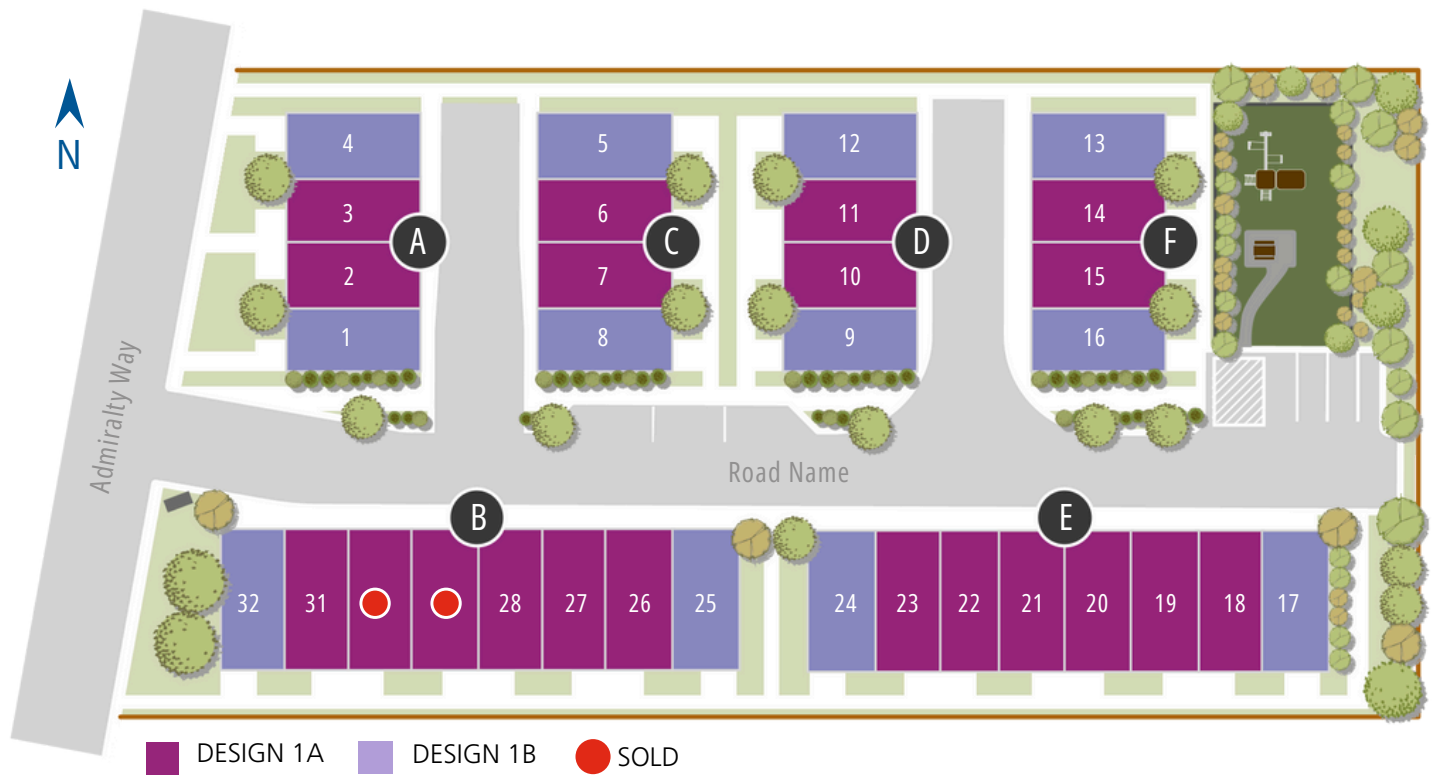 N
4 5 12 13
3 6 11 14
A C D F
2 7 10 15
1 8 9 16
Admiralty Way
Road Name
B E
32 31 28 27 26 25 24 23 22 21 20 19 18 17
DESIGN 1A DESIGN 1B SOLD